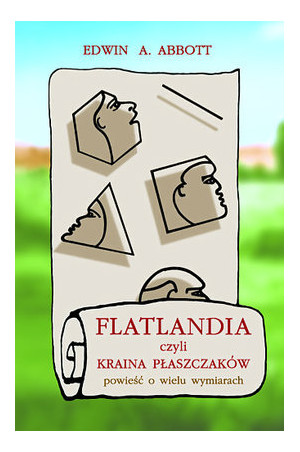 EDWIN A. ABBOTT
FLATLANDIA
czyli
KRAINA PŁASZCZAKÓW
powieść o wielu wymiarach